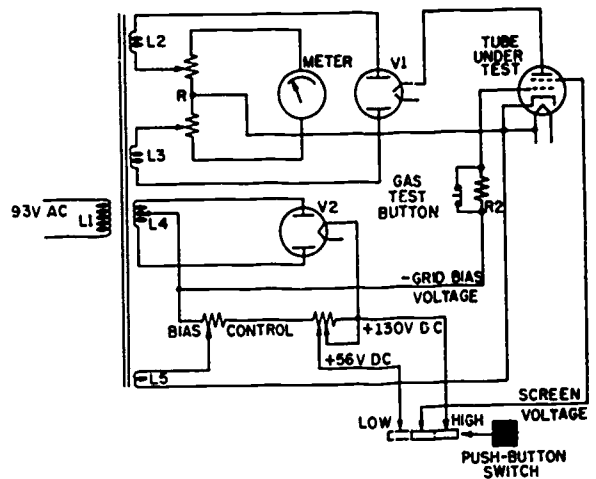 L2
METER
V1
TUBE
UNDER
TEST
R
L3
93V AC
L1
L4
V2
GAS
TEST
BUTTON
R2
-GRID BIAS
VOLTAGE
BIAS CONTROL
+130V DC
+56V DC
L5
SCREEN
VOLTAGE
LOW
HIGH
PUSH-BUTTON
SWITCH